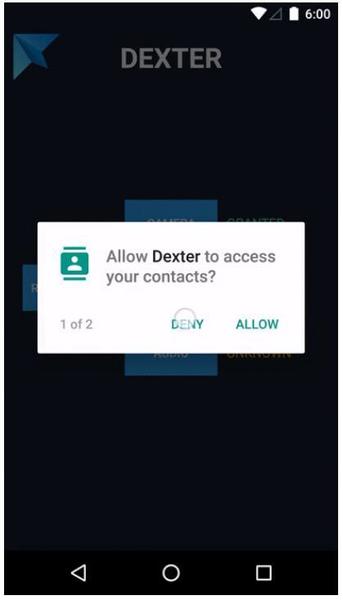 6:00
DEXTER
CAMERA GRANTED
Allow Dexter to access
your contacts?
1 of 2 DENY ALLOW
AUDIO UNKNOWN